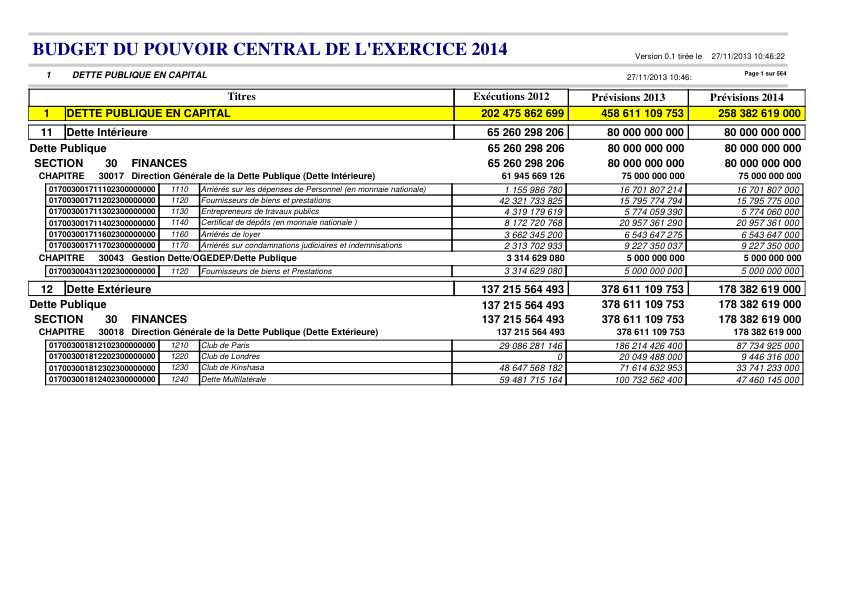 BUDGET DU POUVOIR CENTRAL DE L'EXERCICE 2014
Version 0.1 tirée le 27/11/2013 10:46:22
1 DETTE PUBLIQUE EN CAPITAL 27/11/2013 10:46: Page 1 sur 564
Titres Exécutions 2012 Prévisions 2013 Prévisions 2014
1 DETTE PUBLIQUE EN CAPITAL 202 475 862 699 458 611 109 753 258 382 619 000
11 Dette Intérieure 65 260 298 206 80 000 000 000 80 000 000 000
Dette Publique 65 260 298 206 80 000 000 000 80 000 000 000
SECTION 30 FINANCES 65 260 298 206 80 000 000 000 80 000 000 000
CHAPITRE 30017 Direction Générale de la Dette Publique (Dette Intérieure) 61 945 669 126 75 000 000 000 75 000 000 000
01700300171110230000000 1110 Arriérés sur les dépenses de Personnel (en monnaie nationale) 1 155 986 780 16 701 807 214 16 701 807 000
01700300171120230000000 1120 Fournisseurs de biens et prestations 42 321 733 825 15 795 774 794 15 795 775 000
01700300171130230000000 1130 Entrepreneurs de travaux publics 4 319 179 619 5 774 059 390 5 774 060 000
01700300171140230000000 1140 Certificat de dépôts (en monnaie nationale ) 8 172 720 768 20 957 361 290 20 957 361 000
01700300171160230000000 1160 Arriérés de loyer 3 662 345 200 6 543 647 275 6 543 647 000
01700300171170230000000 1170 Arriérés sur condamnations judiciaires et indemnisations 2 313 702 933 9 227 350 037 9 227 350 000
CHAPITRE 30043 Gestion Dette/OGEDEP/Dette Publique 3 314 629 080 5 000 000 000 5 000 000 000
01700300431120230000000 1120 Fournisseurs de biens et Prestations 3 314 629 080 5 000 000 000 5 000 000 000
12 Dette Extérieure 137 215 564 493 378 611 109 753 178 382 619 000
Dette Publique 137 215 564 493 378 611 109 753 178 382 619 000
SECTION 30 FINANCES 137 215 564 493 378 611 109 753 178 382 619 000
CHAPITRE 30018 Direction Générale de la Dette Publique (Dette Extérieure) 137 215 564 493 378 611 109 753 178 382 619 000
01700300181210230000000 1210 Club de Paris 29 086 281 146 186 214 426 400 87 734 925 000
01700300181220230000000 1220 Club de Londres 0 20 049 488 000 9 446 316 000
01700300181230230000000 1230 Club de Kinshasa 48 647 568 182 71 614 632 953 33 741 233 000
01700300181240230000000 1240 Dette Multilatérale 59 481 715 164 100 732 562 400 47 460 145 000